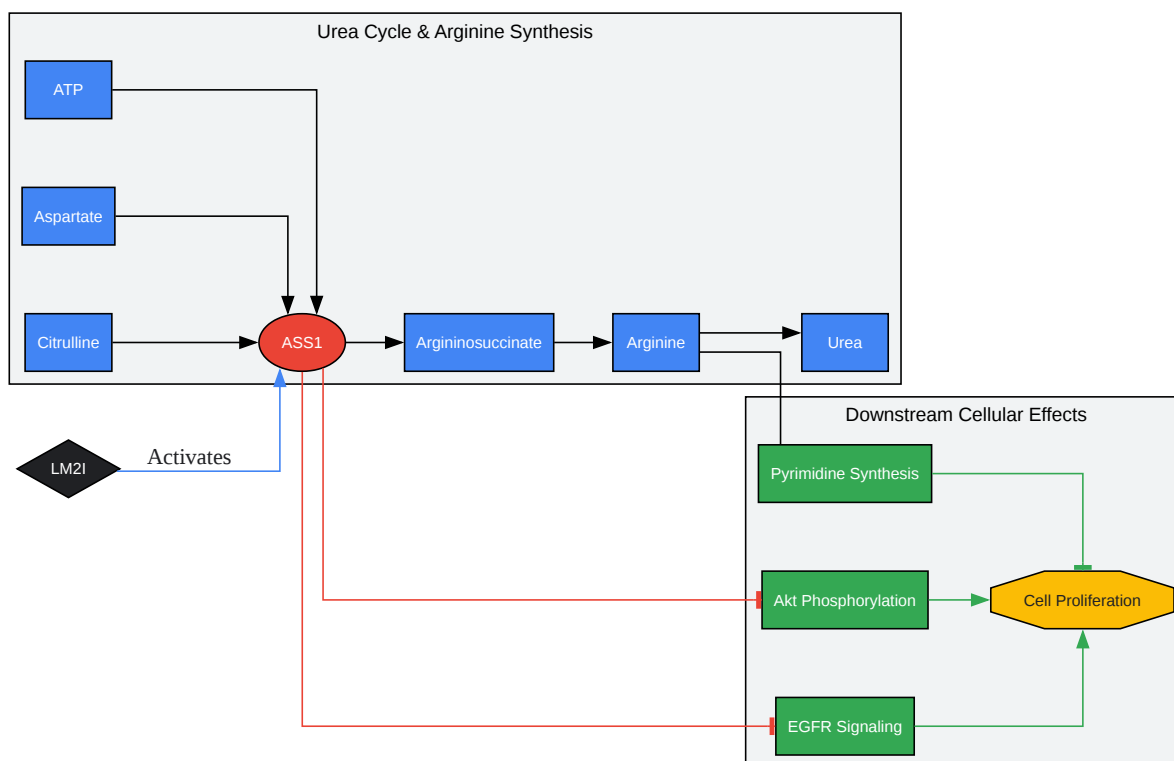 Urea Cycle & Arginine Synthesis
ATP
Aspartate
Citrulline
ASS1
Argininosuccinate
Arginine
Urea
LM2I
Activates
Downstream Cellular Effects
Pyrimidine Synthesis
Akt Phosphorylation
Cell Proliferation
EGFR Signaling